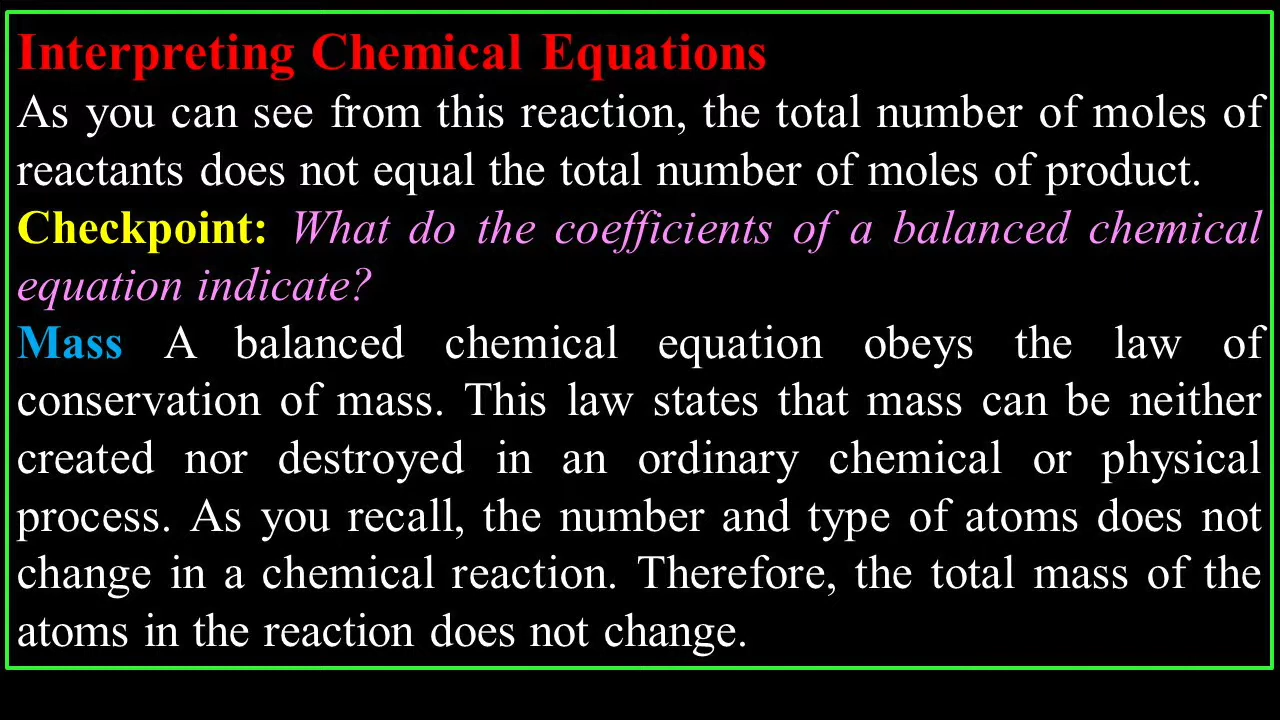 Interpreting Chemical Equations
As you can see from this reaction, the total number of moles of
reactants does not equal the total number of moles of product.
Checkpoint: What do the coefficients of a balanced chemical
equation indicate?
Mass A balanced chemical equation obeys the law of
conservation of mass. This law states that mass can be neither
created nor destroyed in an ordinary chemical or physical
process. As you recall, the number and type of atoms does not
change in a chemical reaction. Therefore, the total mass of the
atoms in the reaction does not change.